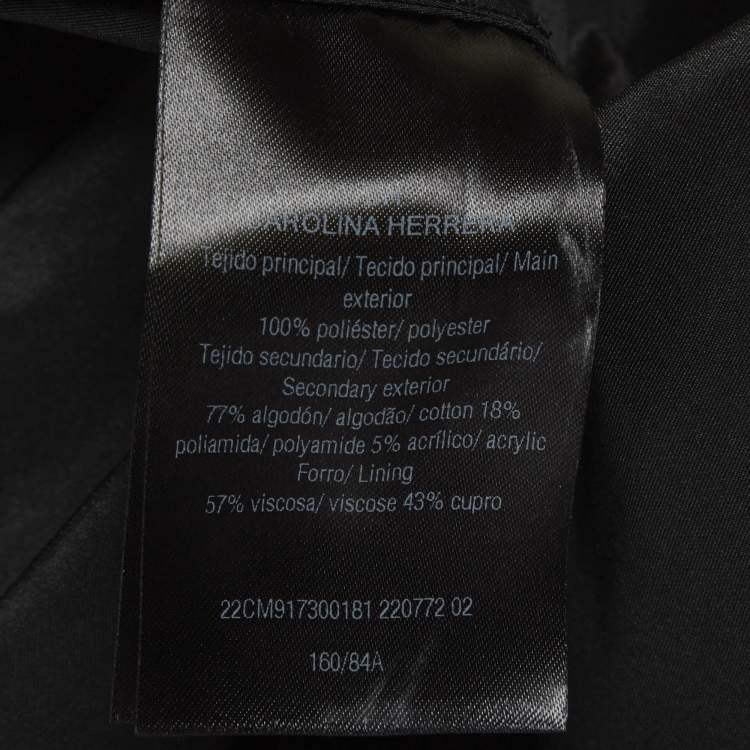 CAROLINA HERRERA
Tejido principal/ Tecido principal/ Main
exterior
100% poliéster/ polyester
Tejido secundario/ Tecido secundário/
Secondary exterior
77% algodón/ algodão/ cotton 18%
poliamida/ polyamide 5% acrílico/ acrylic
Forro/ Lining
57% viscosa/ viscose 43% cupro
22CM917300181 220772 02
160/84A